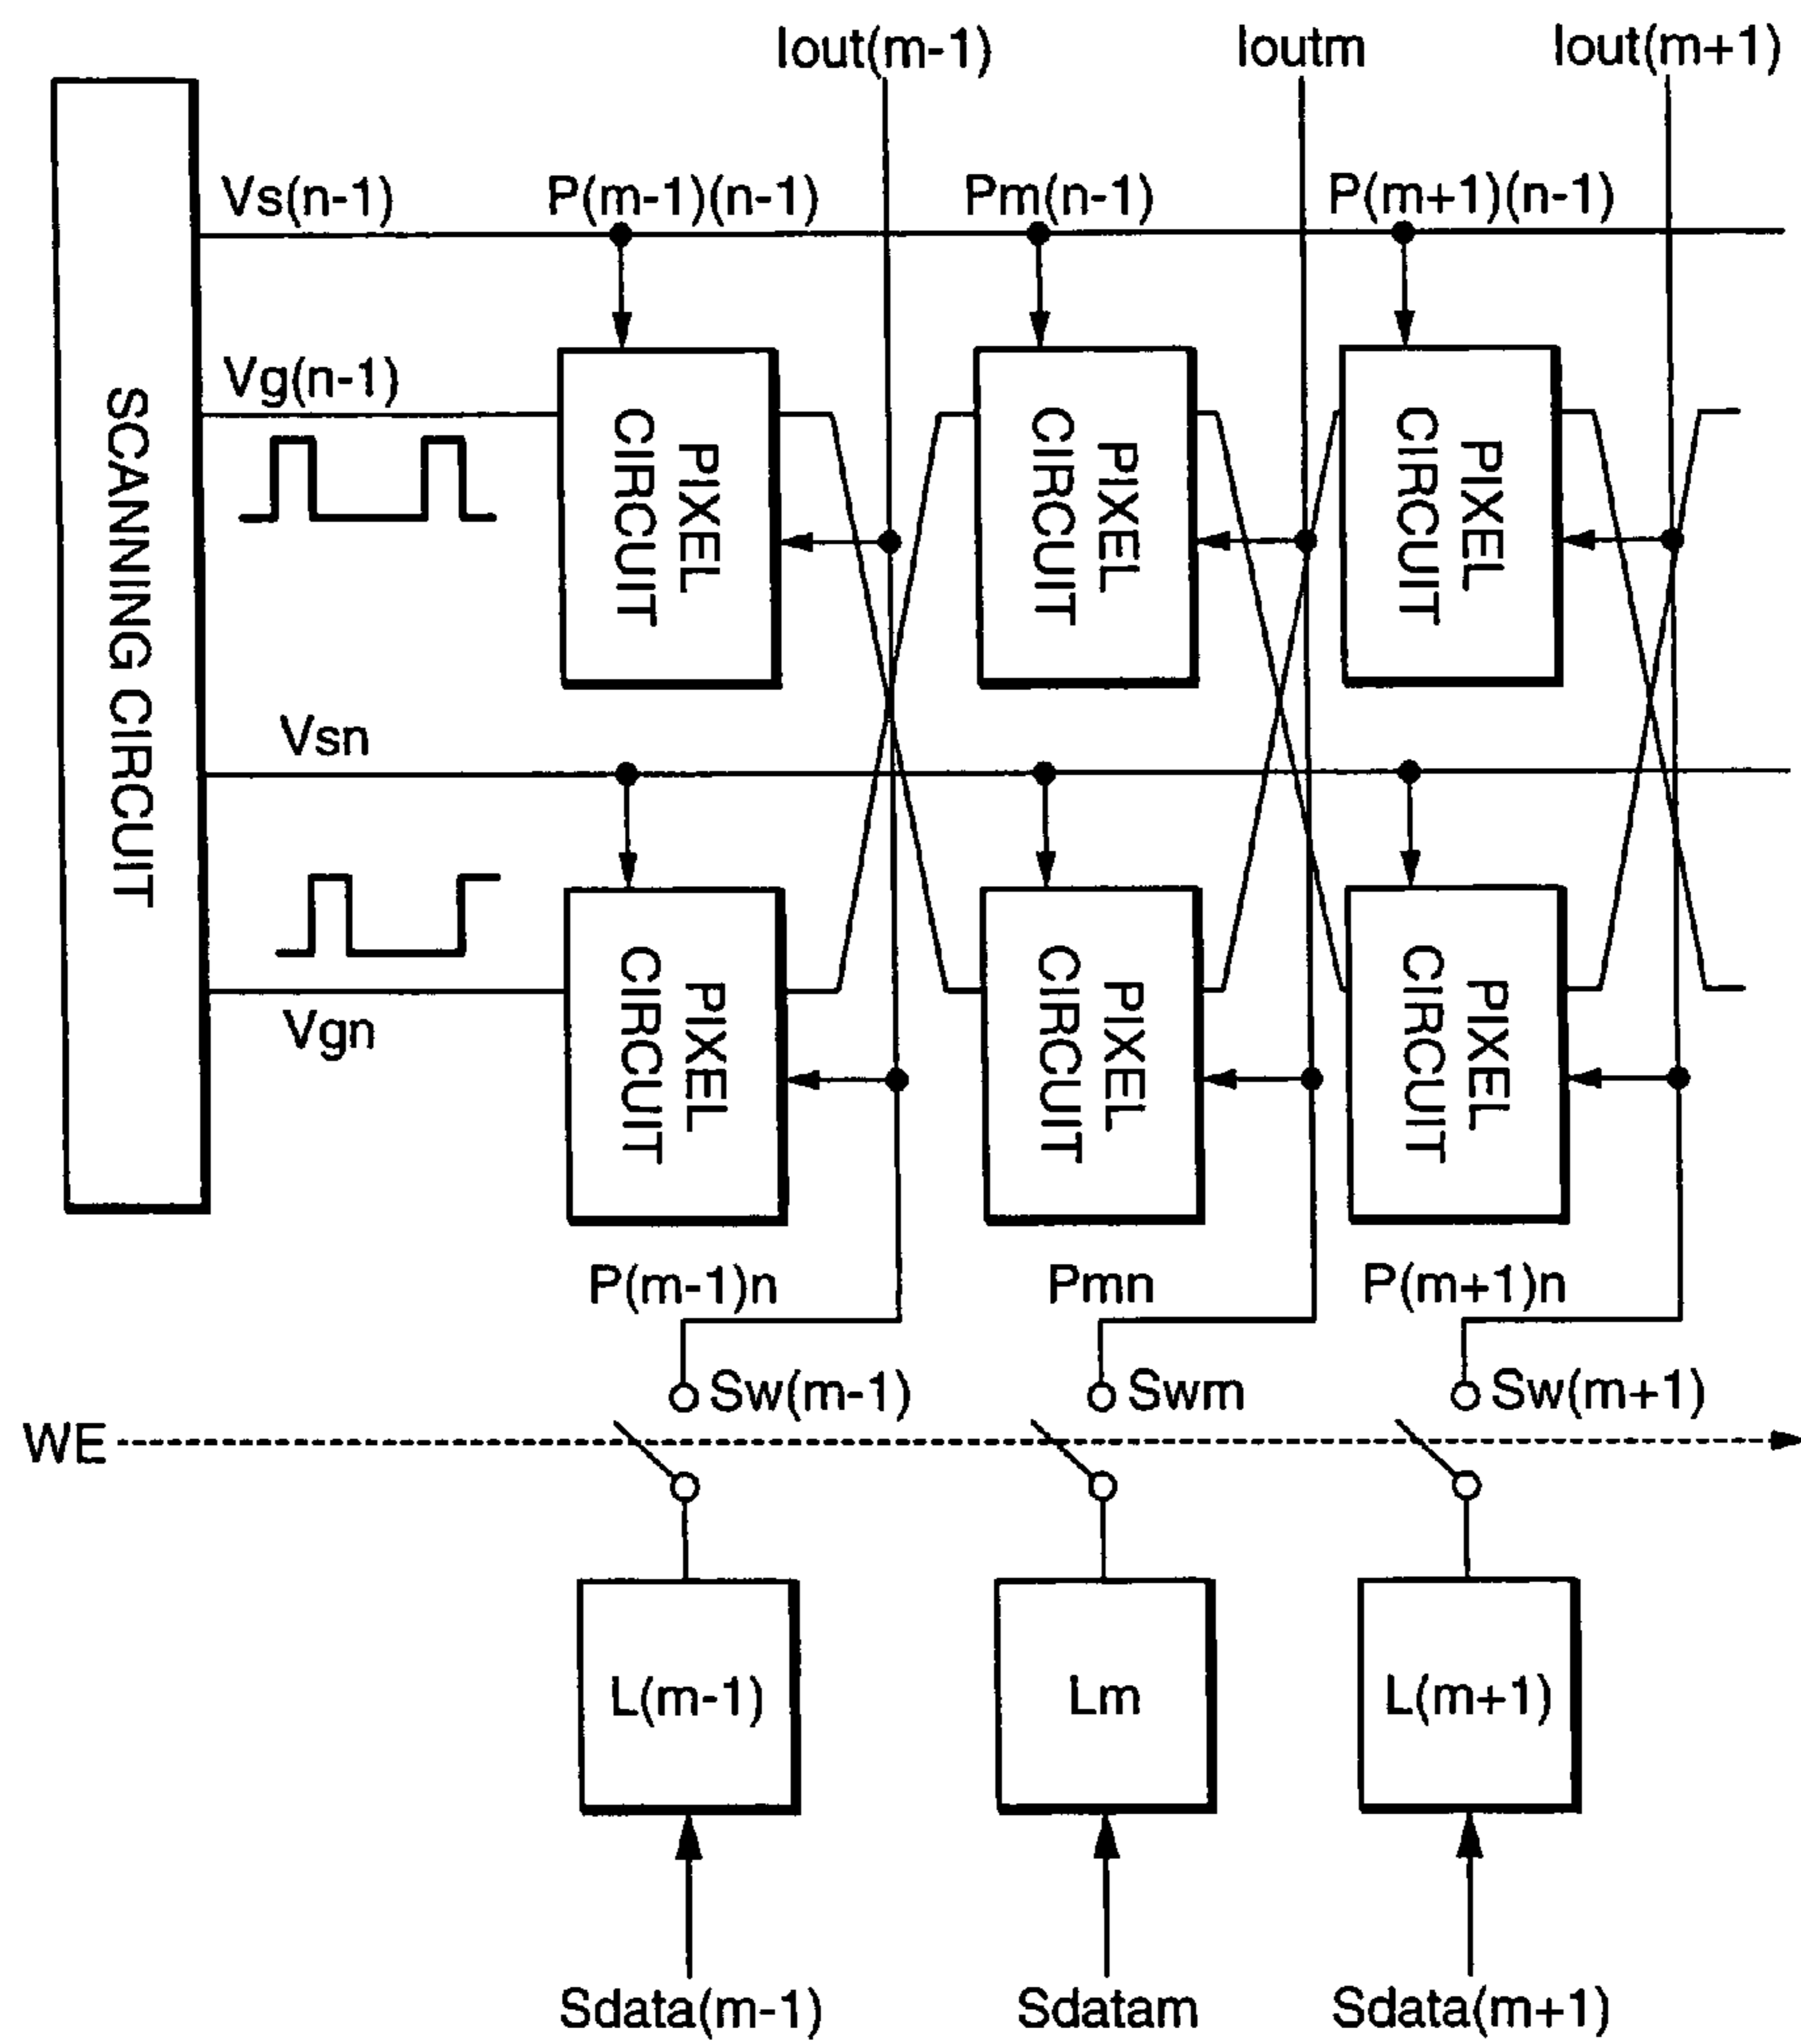 Iout(m-1) Ioutm Iout(m+1)
Vs(n-1) P(m-1)(n-1) Pm(n-1) P(m+1)(n-1)
SCANNING CIRCUIT
Vg(n-1)
PIXEL
CIRCUIT
PIXEL
CIRCUIT
PIXEL
CIRCUIT
Vsn
Vgn
PIXEL
CIRCUIT
PIXEL
CIRCUIT
PIXEL
CIRCUIT
P(m-1)n Pmn P(m+1)n
Sw(m-1) Swm Sw(m+1)
WE
L(m-1) Lm L(m+1)
Sdata(m-1) Sdatam Sdata(m+1)